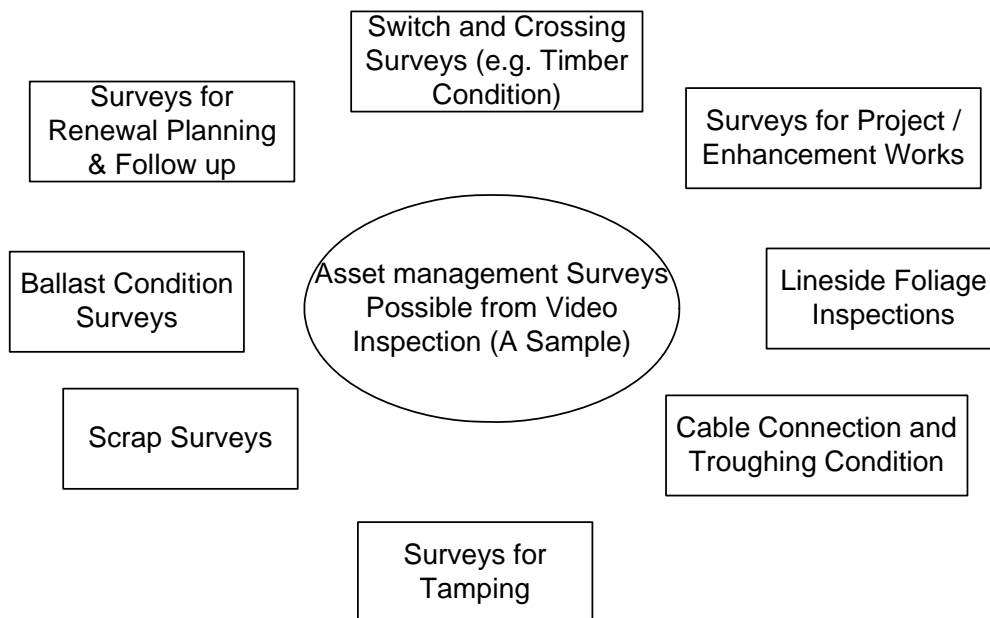 Switch and Crossing
Surveys (e.g. Timber
Condition)
Surveys for
Renewal Planning
& Follow up
Surveys for Project /
Enhancement Works
Asset management Surveys
Possible from Video
Inspection (A Sample)
Ballast Condition
Surveys
Lineside Foliage
Inspections
Scrap Surveys
Cable Connection and
Troughing Condition
Surveys for
Tamping